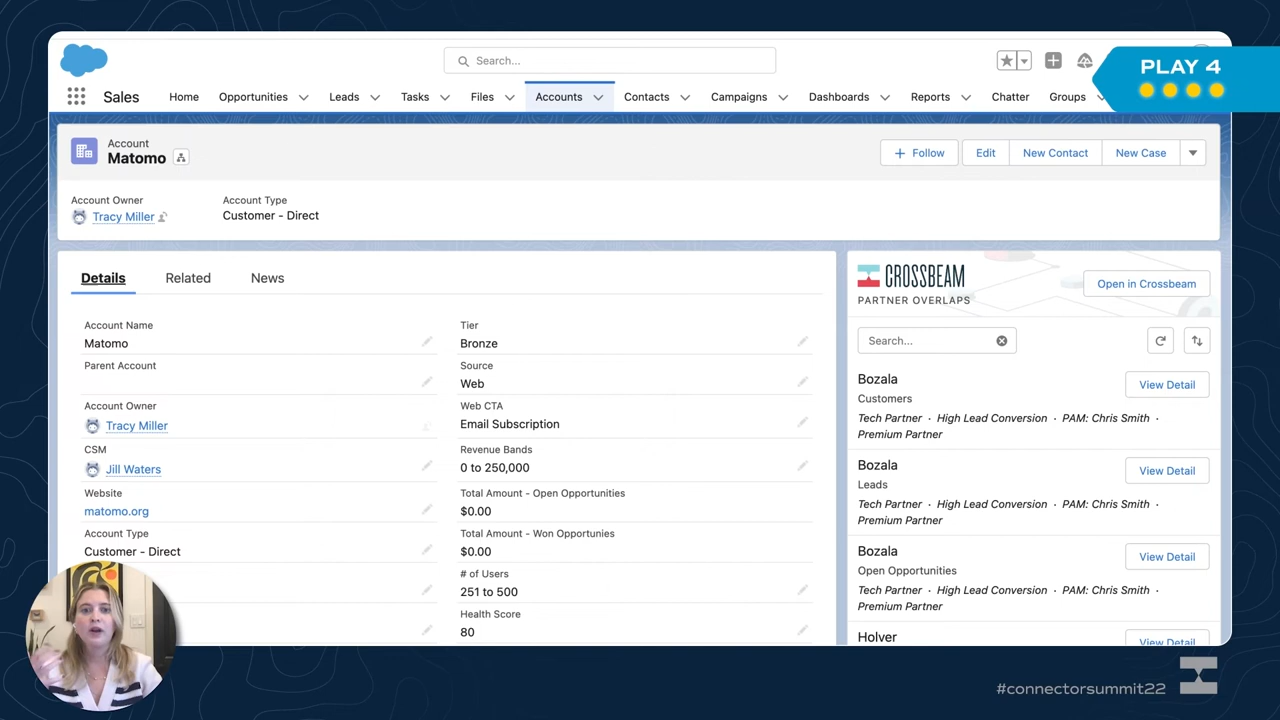 PLAY 4
Search...
Sales
Home
Opportunities
Leads
Tasks
Files
Accounts
Contacts
Campaigns
Dashboards
Reports
Chatter
Groups
Account
Matomo
Follow
Edit
New Contact
New Case
Account Owner
Tracy Miller
Account Type
Customer - Direct
Details
Related
News
Account Name
Matomo
Parent Account
Account Owner
Tracy Miller
CSM
Jill Waters
Website
matomo.org
Account Type
Customer - Direct
Tier
Bronze
Source
Web
Web CTA
Email Subscription
Revenue Bands
0 to 250,000
Total Amount - Open Opportunities
$0.00
Total Amount - Won Opportunies
$0.00
# of Users
251 to 500
Health Score
80
CROSSBEAM
PARTNER OVERLAPS
Open in Crossbeam
Search...
Bozala
View Detail
Customers
Tech Partner · High Lead Conversion · PAM: Chris Smith ·
Premium Partner
Bozala
View Detail
Leads
Tech Partner · High Lead Conversion · PAM: Chris Smith ·
Premium Partner
Bozala
View Detail
Open Opportunities
Tech Partner · High Lead Conversion · PAM: Chris Smith ·
Premium Partner
Holver
View Detail
#connectorsummit22